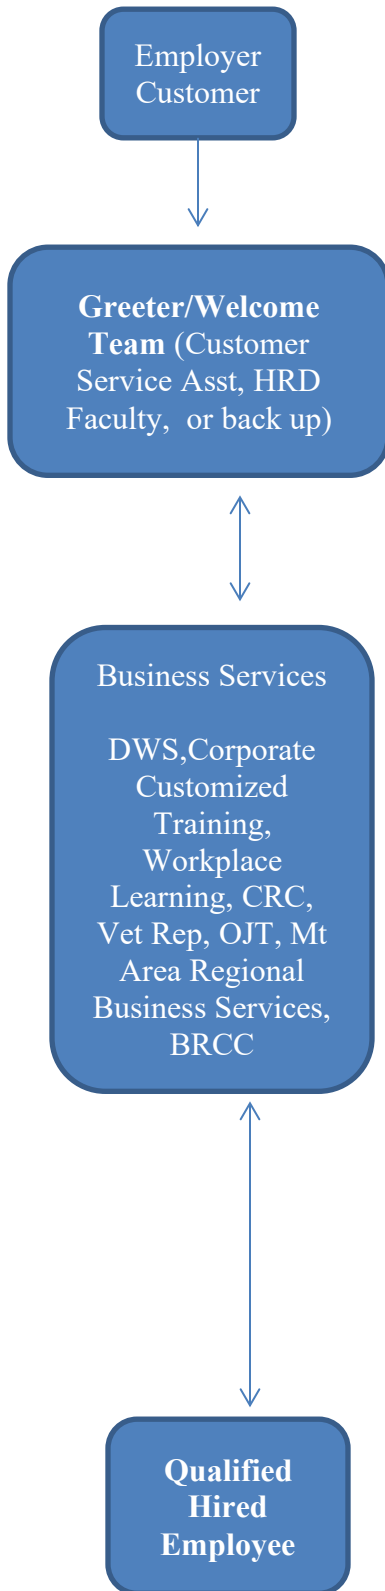 Employer
Customer
Greeter/Welcome
Team (Customer
Service Asst, HRD
Faculty,  or back up)
Business Services
DWS,Corporate
Customized
Training,
Workplace
Learning, CRC,
Vet Rep, OJT, Mt
Area Regional
Business Services,
BRCC
Qualified
Hired
Employee